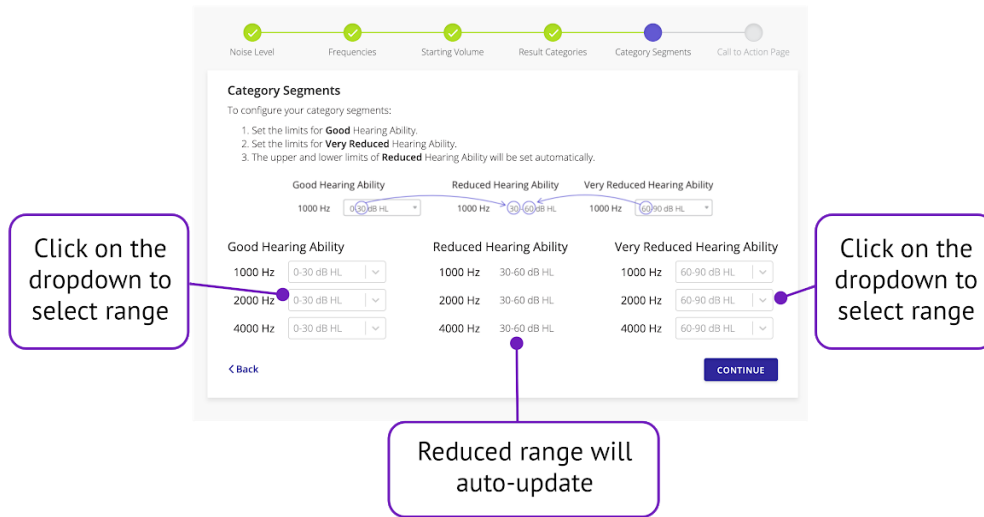 Noise Level
Frequencies
Starting Volume
Result Categories
Category Segments
Call to Action Page
Category Segments
To configure your category segments:
1. Set the limits for Good Hearing Ability.
2. Set the limits for Very Reduced Hearing Ability.
3. The upper and lower limits of Reduced Hearing Ability will be set automatically.
Good Hearing Ability Reduced Hearing Ability Very Reduced Hearing Ability
1000 Hz 0-30 dB HL 1000 Hz 30-60 dB HL 1000 Hz 60-90 dB HL
Good Hearing Ability Reduced Hearing Ability Very Reduced Hearing Ability
1000 Hz 0-30 dB HL 1000 Hz 30-60 dB HL 1000 Hz 60-90 dB HL
2000 Hz 0-30 dB HL 2000 Hz 30-60 dB HL 2000 Hz 60-90 dB HL
4000 Hz 0-30 dB HL 4000 Hz 30-60 dB HL 4000 Hz 60-90 dB HL
Back
CONTINUE
Click on the
dropdown to
select range
Click on the
dropdown to
select range
Reduced range will
auto-update